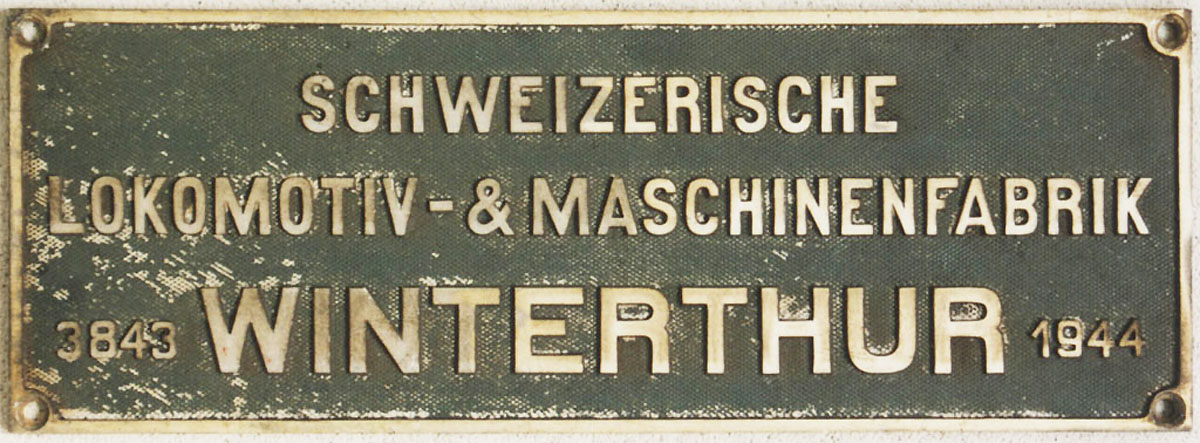 SCHWEIZERISCHE
LOKOMOTIV-& MASCHINENFABRIK
3843 WINTERTHUR 1944